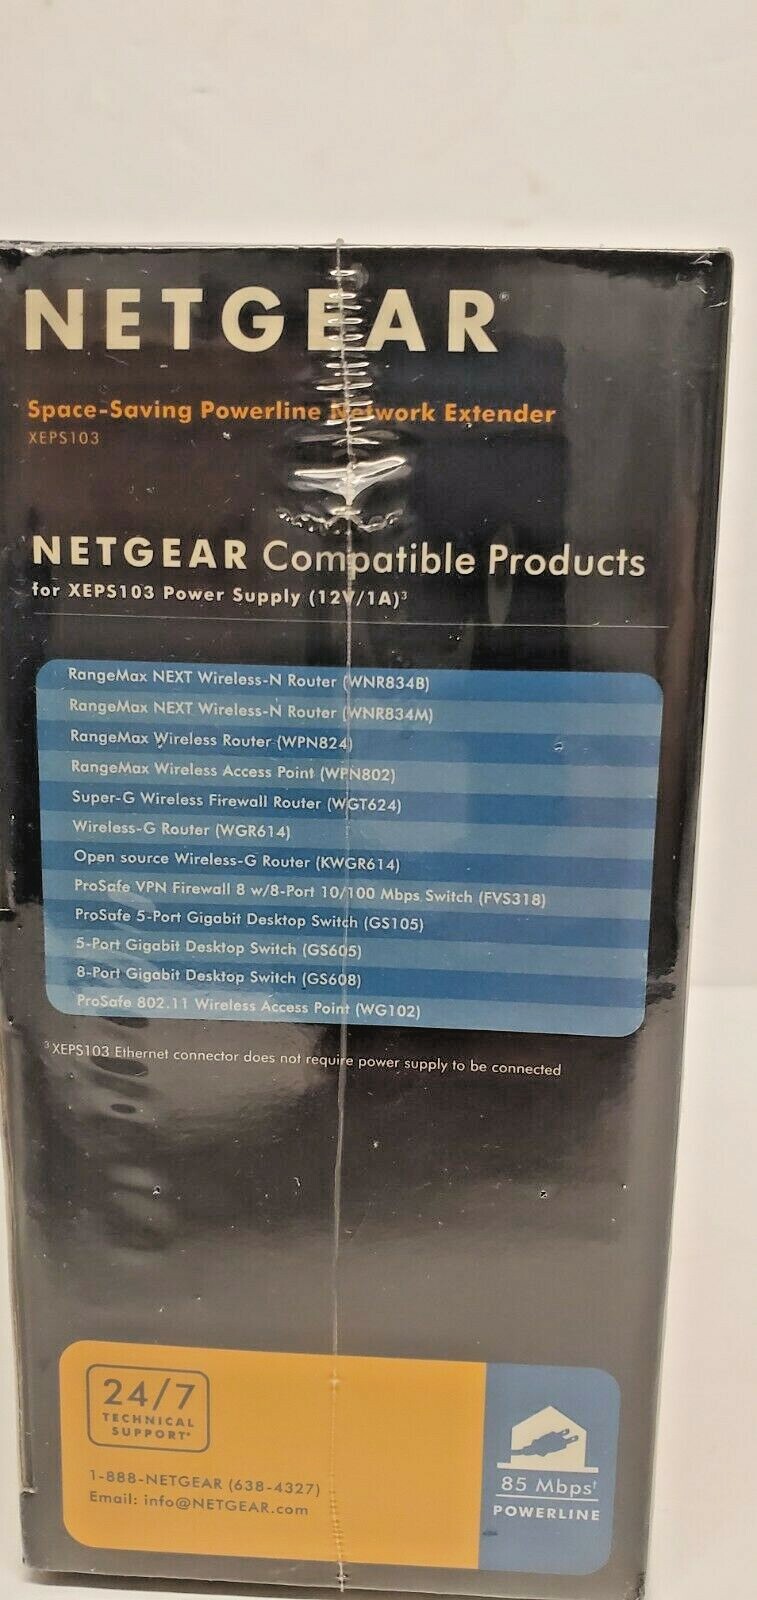 NETGEAR®
Space-Saving Powerline Network Extender
XEPS103
NETGEAR Compatible Products
for XEPS103 Power Supply (12V/1A)³
RangeMax NEXT Wireless-N Router (WNR834B)
RangeMax NEXT Wireless-N Router (WNR834M)
RangeMax Wireless Router (WPN824)
RangeMax Wireless Access Point (WPN802)
Super-G Wireless Firewall Router (WGT624)
Wireless-G Router (WGR614)
Open source Wireless-G Router (KWGR614)
ProSafe VPN Firewall 8 w/8-Port 10/100 Mbps Switch (FVS318)
ProSafe 5-Port Gigabit Desktop Switch (GS105)
5-Port Gigabit Desktop Switch (GS605)
8-Port Gigabit Desktop Switch (GS608)
ProSafe 802.11 Wireless Access Point (WG102)
³ XEPS103 Ethernet connector does not require power supply to be connected
24/7
TECHNICAL
SUPPORT*
1-888-NETGEAR (638-4327)
Email: info@NETGEAR.com
85 Mbps†
POWERLINE